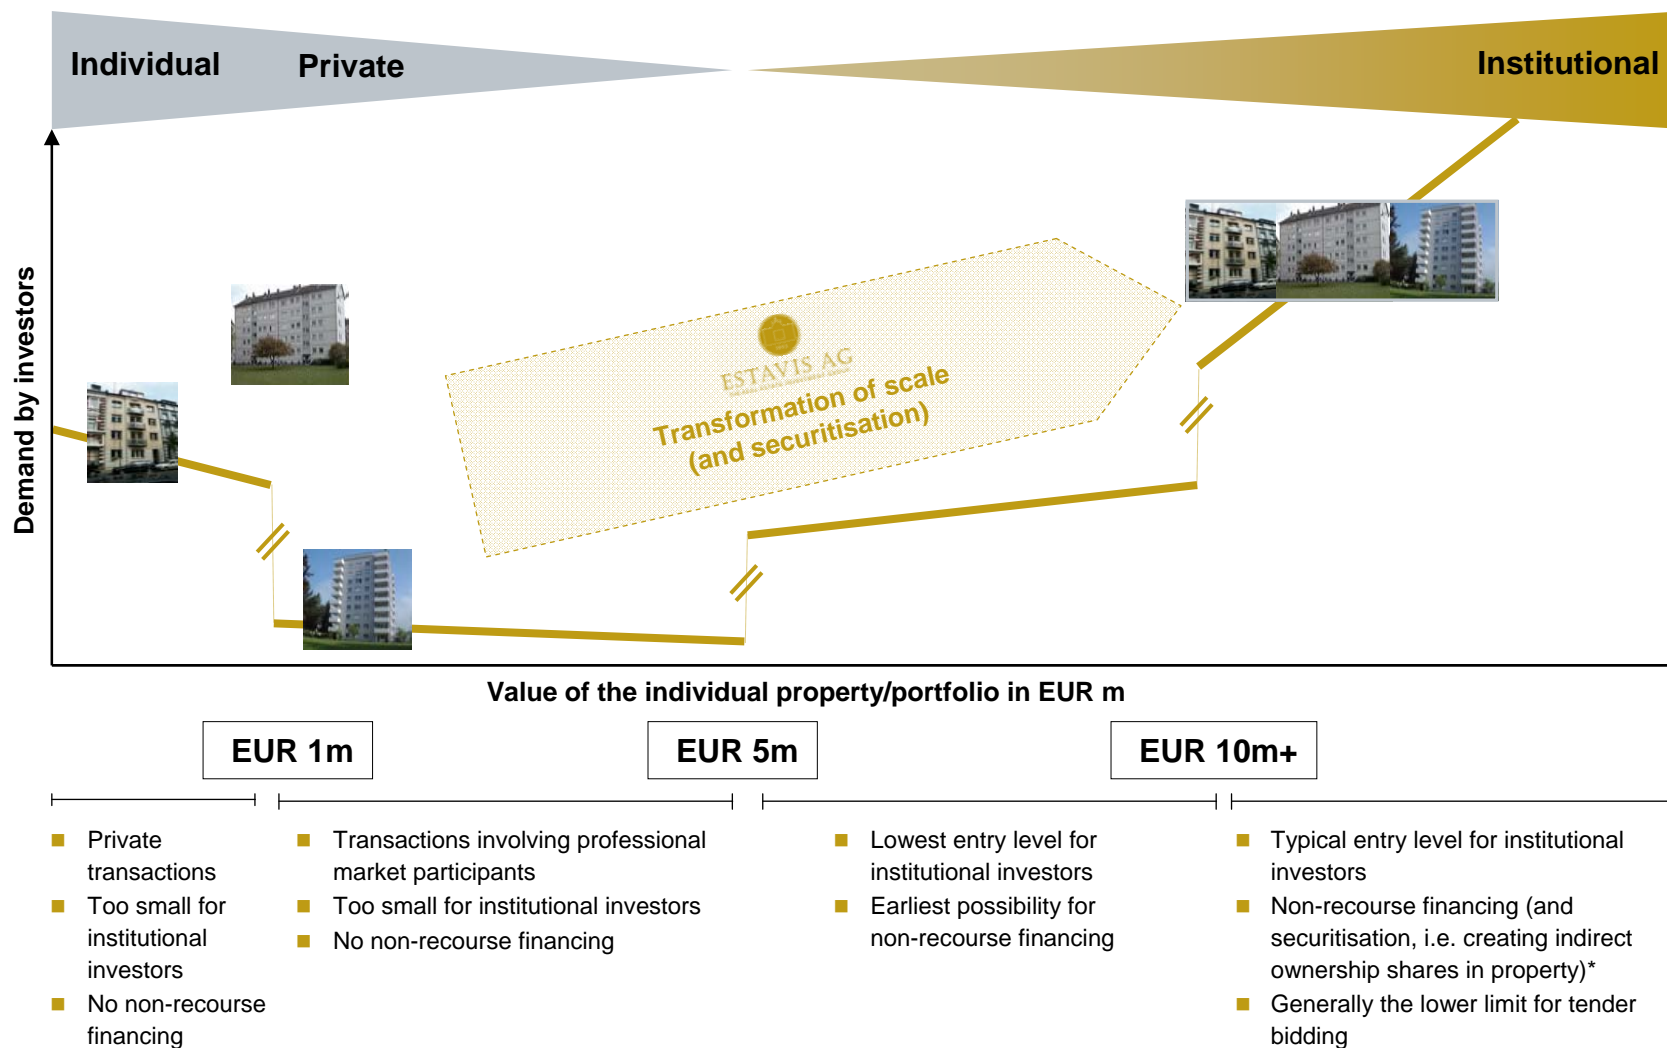 Individual
Private
Institutional
Demand by investors
ESTAVIS AG
Transformation of scale
(and securitisation)
Value of the individual property/portfolio in EUR m
EUR 1m
EUR 5m
EUR 10m+
Private
transactions
Too small for
institutional
investors
No non-recourse
financing
Transactions involving professional
market participants
Too small for institutional investors
No non-recourse financing
Lowest entry level for
institutional investors
Earliest possibility for
non-recourse financing
Typical entry level for institutional
investors
Non-recourse financing (and
securitisation, i.e. creating indirect
ownership shares in property)*
Generally the lower limit for tender
bidding